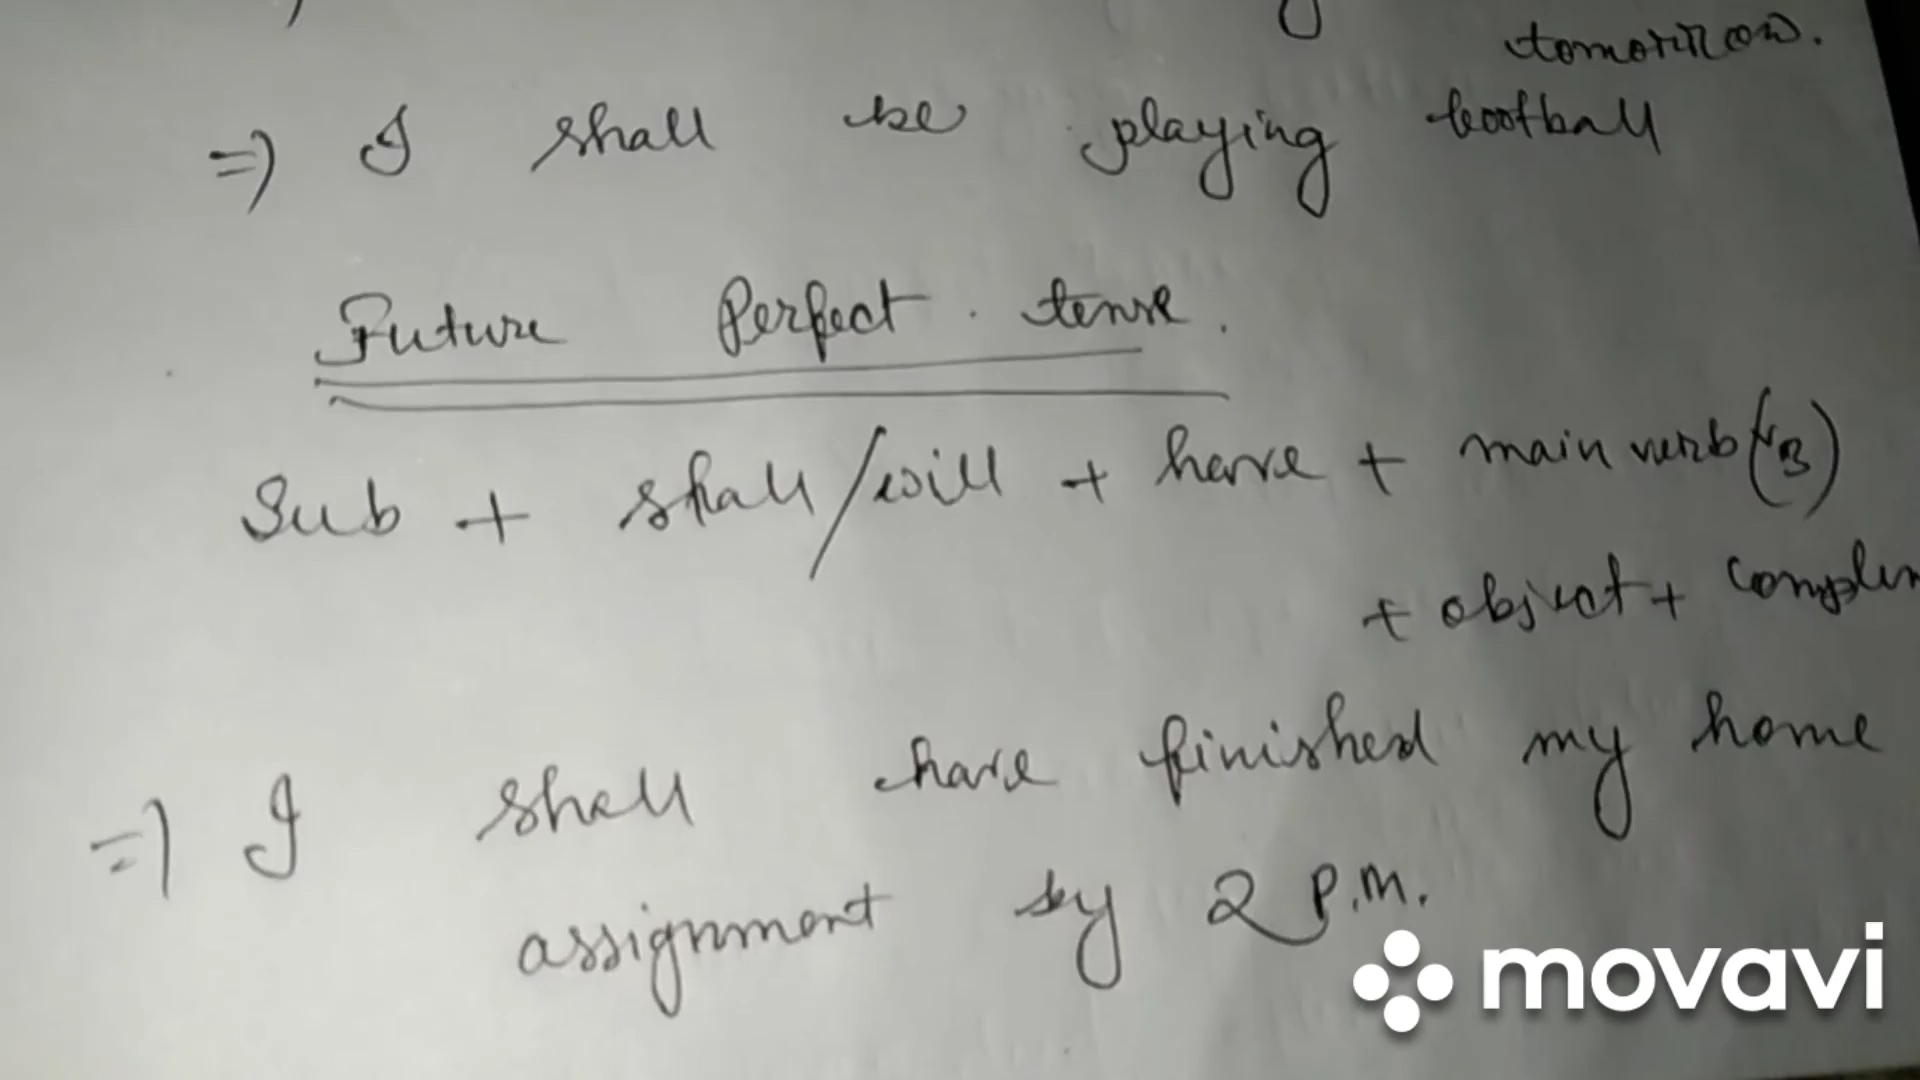 tomorrow.
=) I shall be playing football
Future Perfect tense.
Sub + shall/will + have + main verb (v3)
+ object +
=) I shall have finished my home
assignment by 2 P.M.
movavi